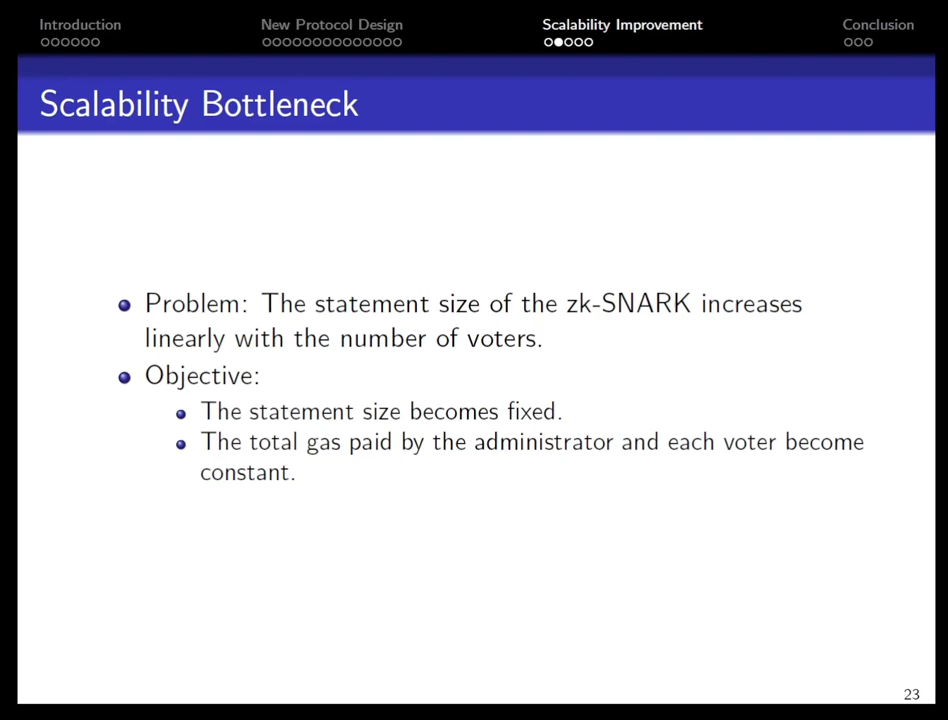 Introduction
New Protocol Design
Scalability Improvement
Conclusion
Scalability Bottleneck
Problem: The statement size of the zk-SNARK increases
linearly with the number of voters.
Objective:
The statement size becomes fixed.
The total gas paid by the administrator and each voter become
constant.
23